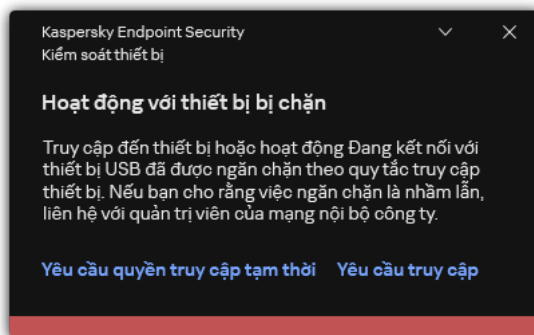 Kaspersky Endpoint Security
Kiểm soát thiết bị
Hoạt động với thiết bị bị chặn
Truy cập đến thiết bị hoặc hoạt động Đang kết nối với
thiết bị USB đã được ngăn chặn theo quy tắc truy cập
thiết bị. Nếu bạn cho rằng việc ngăn chặn là nhầm lẫn,
liên hệ với quản trị viên của mạng nội bộ công ty.
Yêu cầu quyền truy cập tạm thời Yêu cầu truy cập